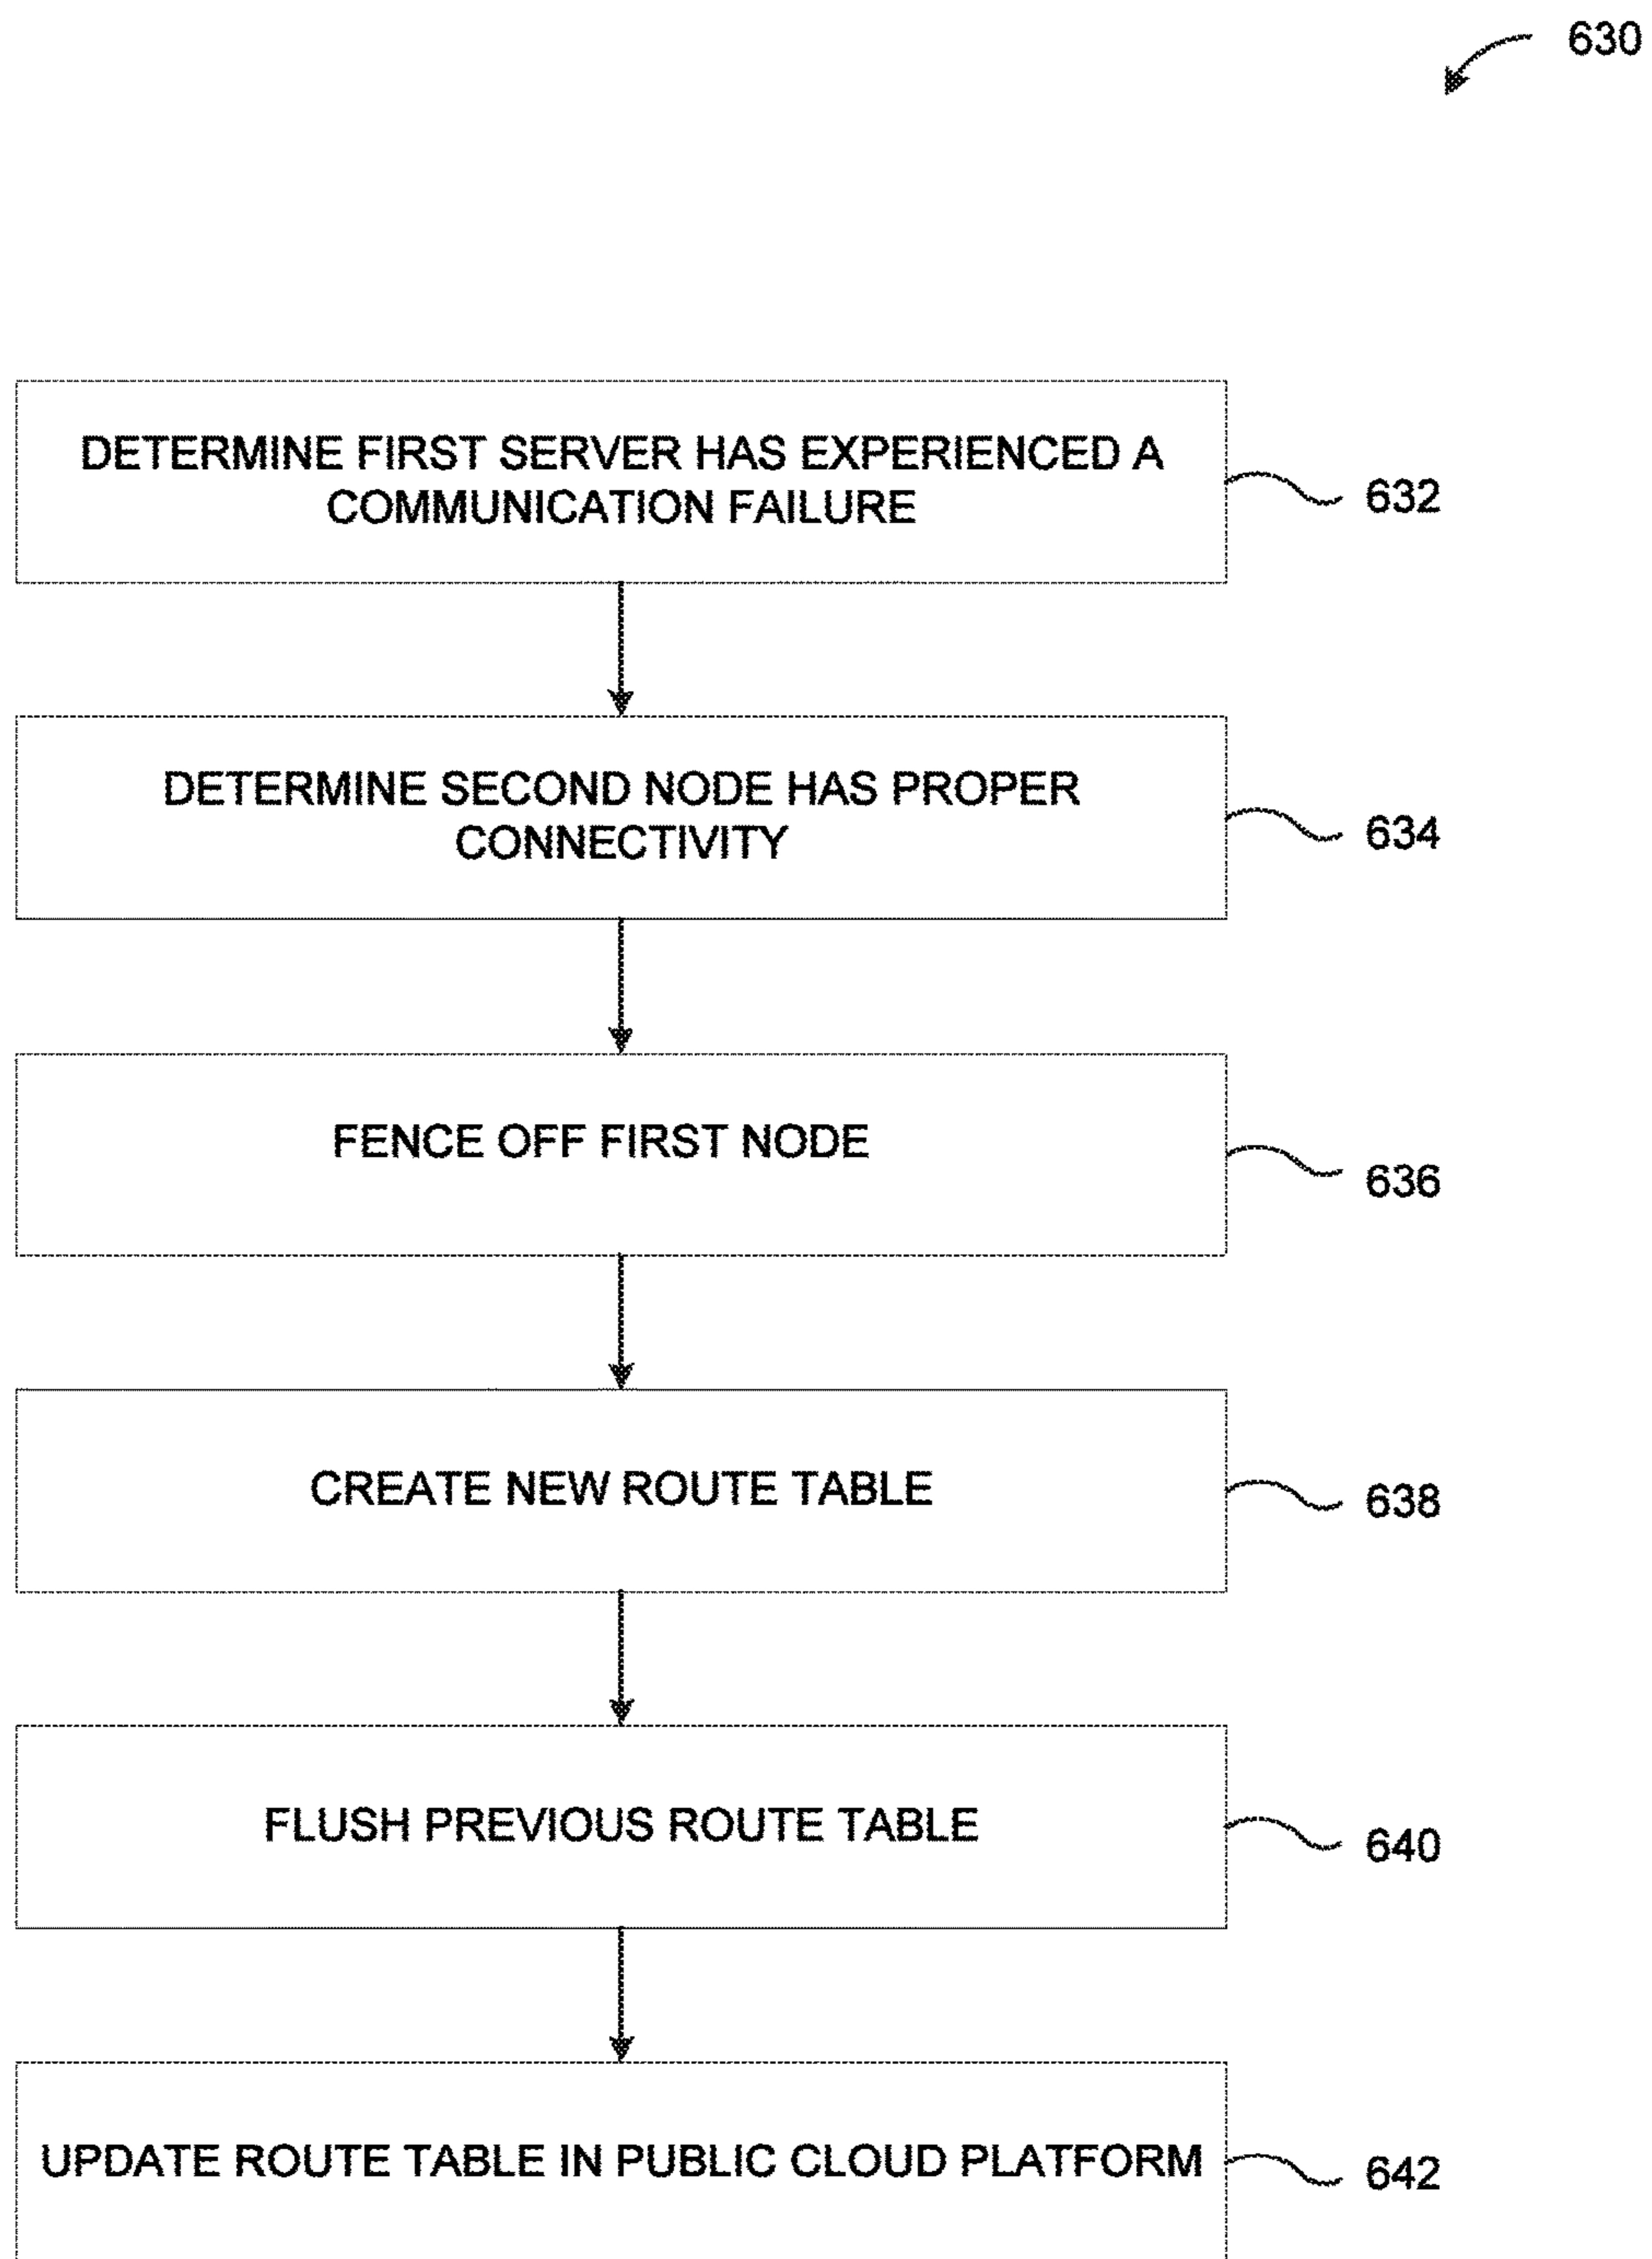 630
DETERMINE FIRST SERVER HAS EXPERIENCED A
COMMUNICATION FAILURE
632
DETERMINE SECOND NODE HAS PROPER
CONNECTIVITY
634
FENCE OFF FIRST NODE
636
CREATE NEW ROUTE TABLE
638
FLUSH PREVIOUS ROUTE TABLE
640
UPDATE ROUTE TABLE IN PUBLIC CLOUD PLATFORM
642